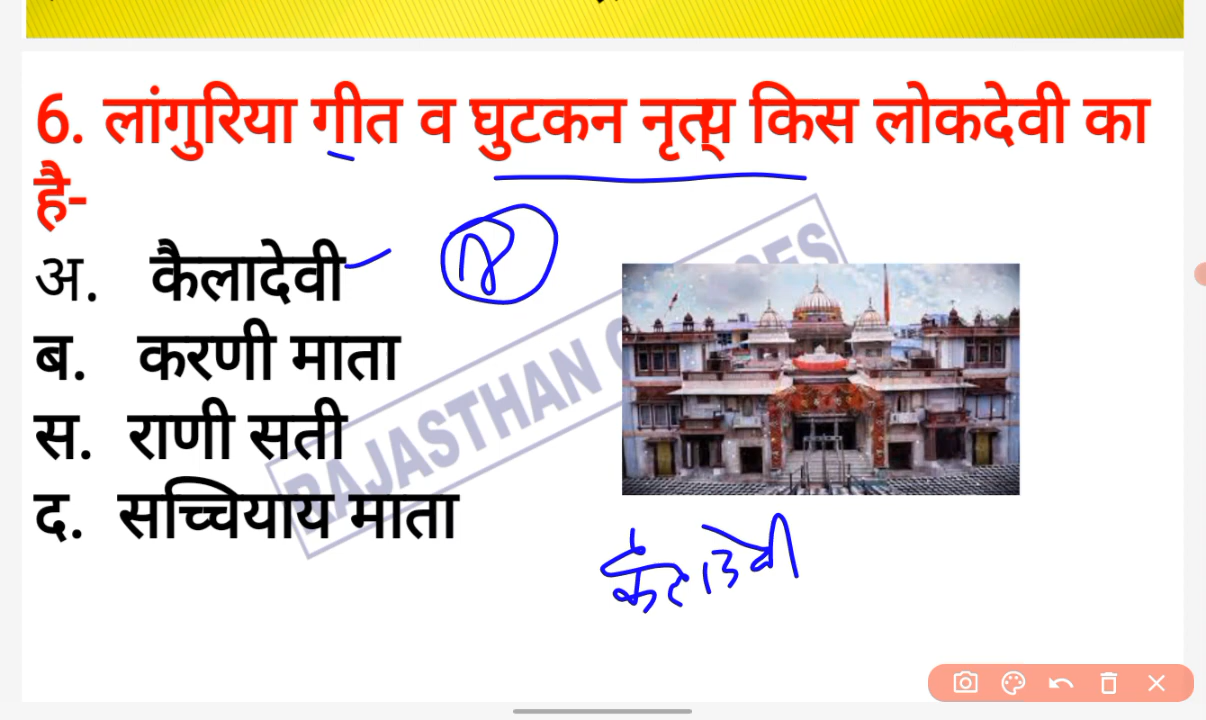 6. लांगुरिया गीत व घुटकन नृत्य किस लोकदेवी का
है-
अ. कैलादेवी
ब. करणी माता
स. राणी सती
द. सच्चियाय माता
RAJASTHAN